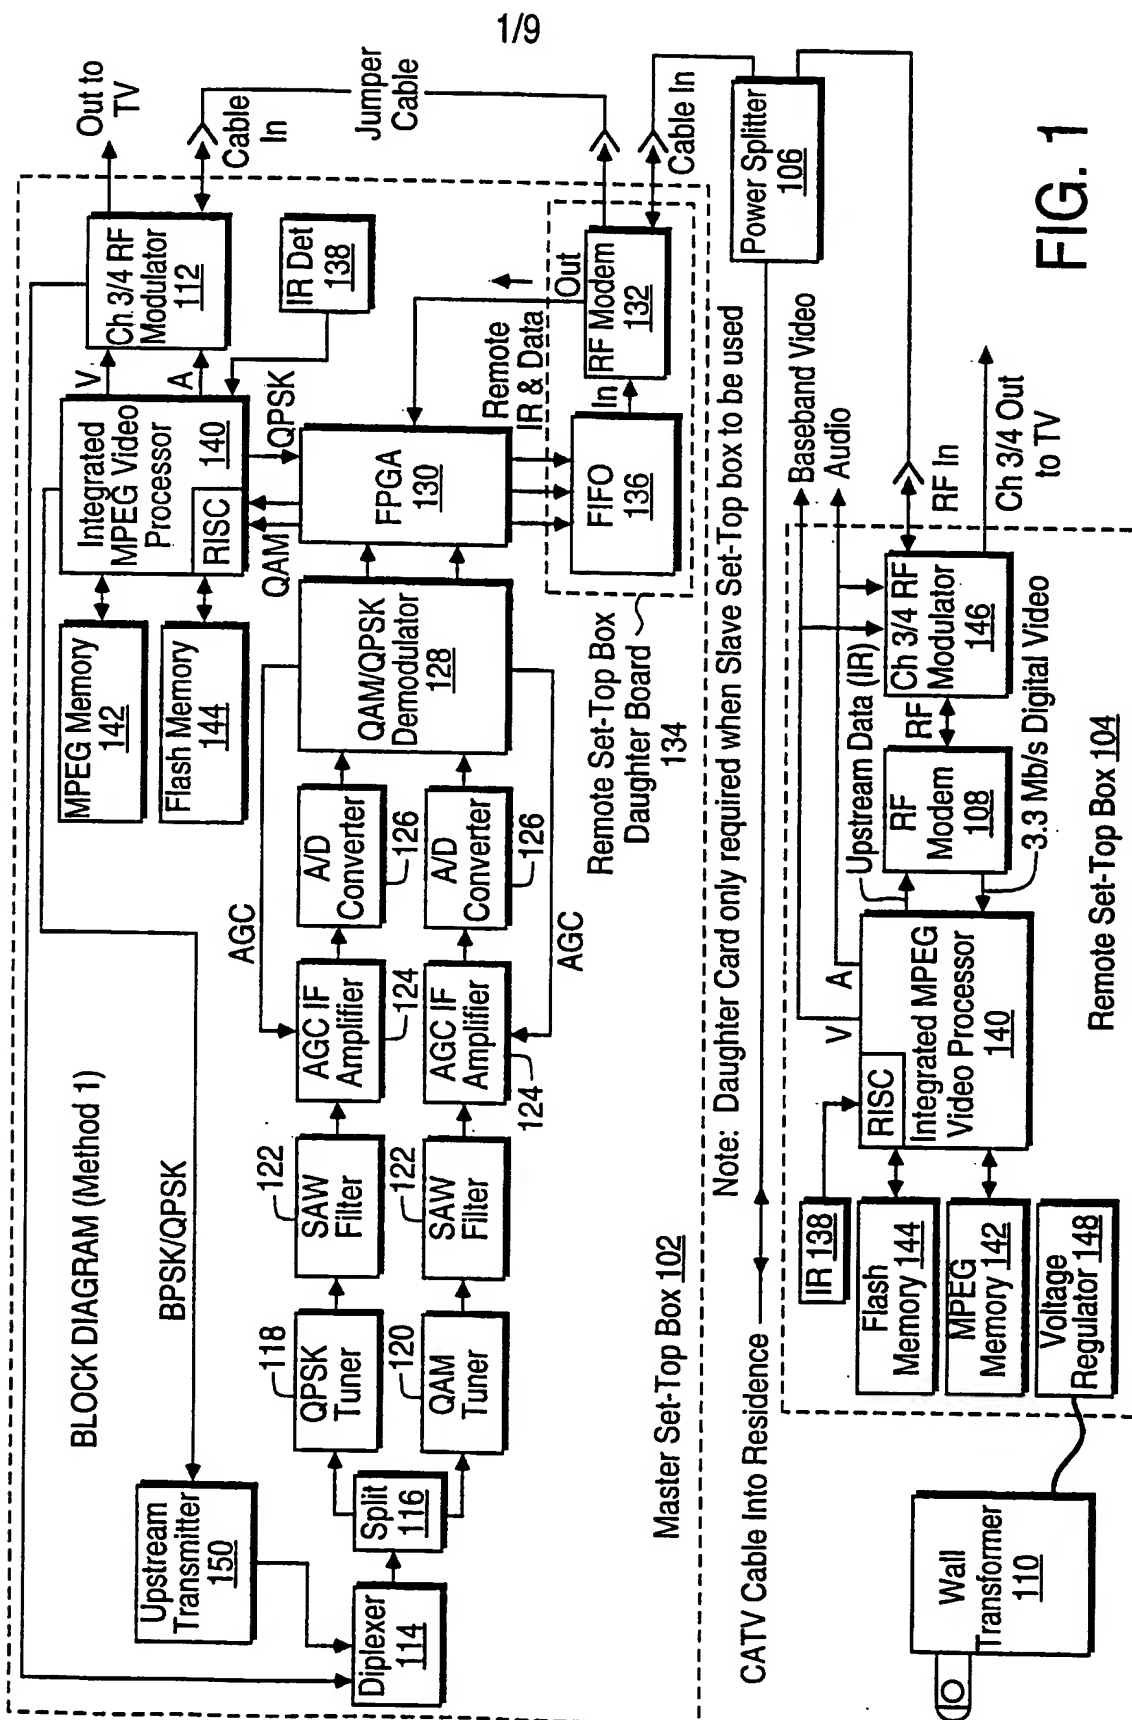 1/9
BLOCK DIAGRAM (Method 1)
Out to
TV
Cable
In
Jumper
Cable
Cable In
Ch 3/4 RF
Modulator
112
V
A
IR Det
138
Integrated
MPEG Video
Processor
140
RISC
MPEG Memory
142
Flash Memory
144
QPSK
QAM
FPGA
130
Remote
IR & Data
Out
RF Modem
132
In
FIFO
136
Remote Set-Top Box
Daughter Board
134
QAM/QPSK
Demodulator
128
AGC
AGC
A/D
Converter
126
A/D
Converter
126
AGC IF
Amplifier
124
AGC IF
Amplifier
124
SAW
Filter
122
SAW
Filter
122
QPSK
Tuner
118
QAM
Tuner
120
Split
116
Diplexer
114
Upstream
Transmitter
150
BPSK/QPSK
Master Set-Top Box 102
Note: Daughter Card only required when Slave Set-Top box to be used
CATV Cable Into Residence
Power Splitter
106
Baseband Video
Audio
RF In
Ch 3/4 Out
to TV
Ch 3/4 RF
Modulator
146
RF
RF
Modem
108
Upstream Data (IR)
3.3 Mb/s Digital Video
V
A
RISC
Integrated MPEG
Video Processor
140
IR 138
Flash
Memory 144
MPEG
Memory 142
Voltage
Regulator 148
Remote Set-Top Box 104
Wall
Transformer
110
FIG. 1